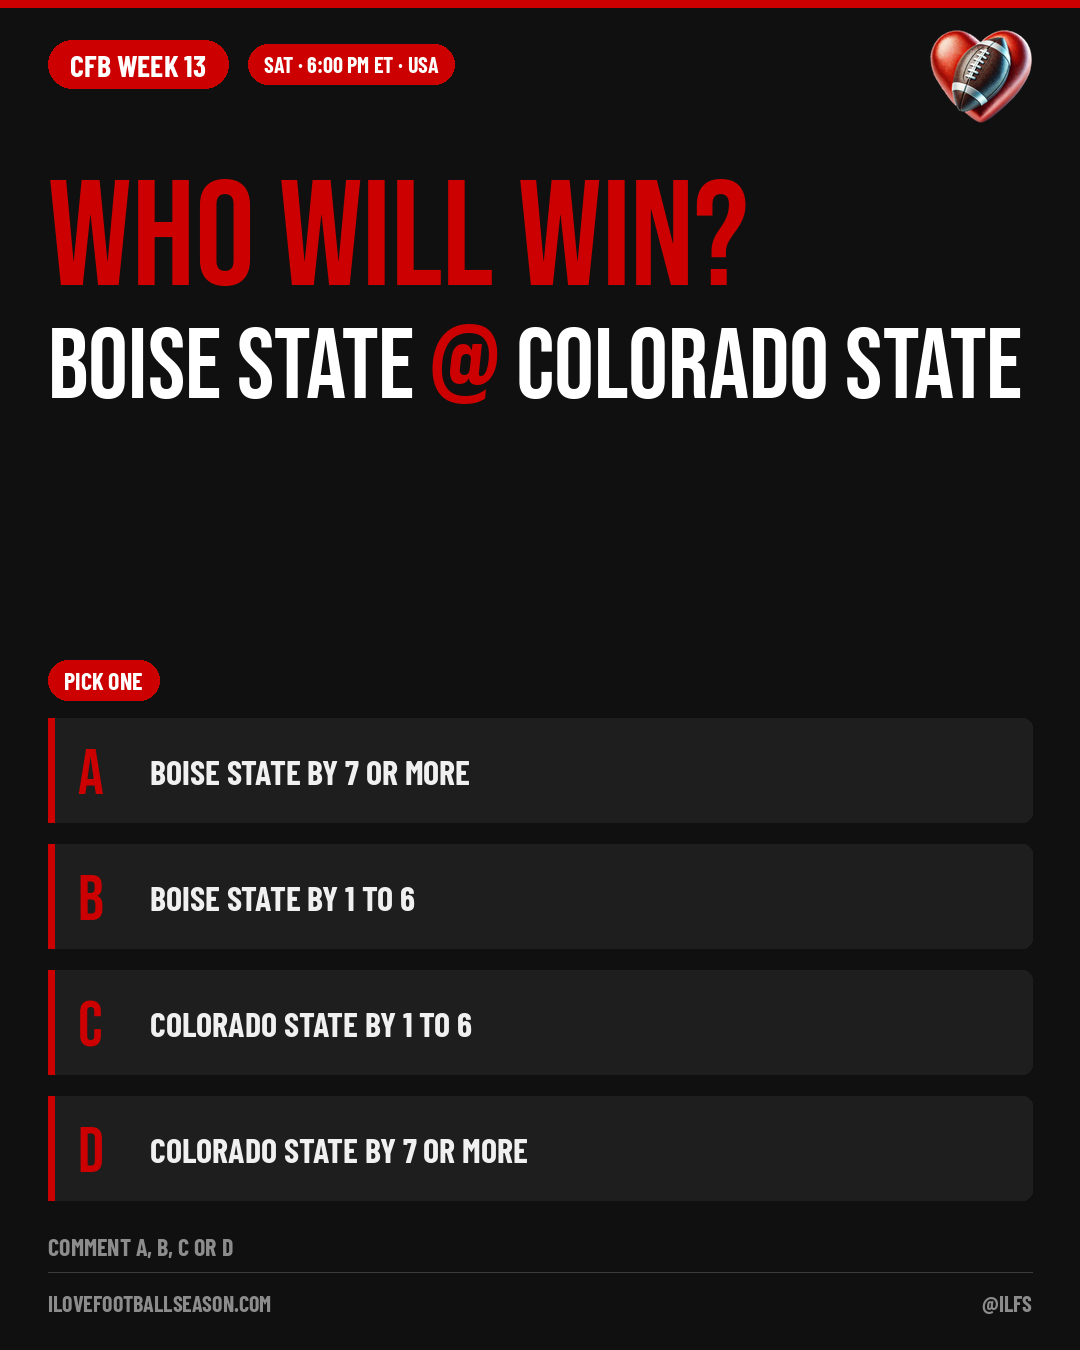 CFB WEEK 13
SAT · 6:00 PM ET · USA
WHO WILL WIN?
BOISE STATE @ COLORADO STATE
PICK ONE
A BOISE STATE BY 7 OR MORE
B BOISE STATE BY 1 TO 6
C COLORADO STATE BY 1 TO 6
D COLORADO STATE BY 7 OR MORE
COMMENT A, B, C OR D
ILOVEFOOTBALLSEASON.COM
@ILFS